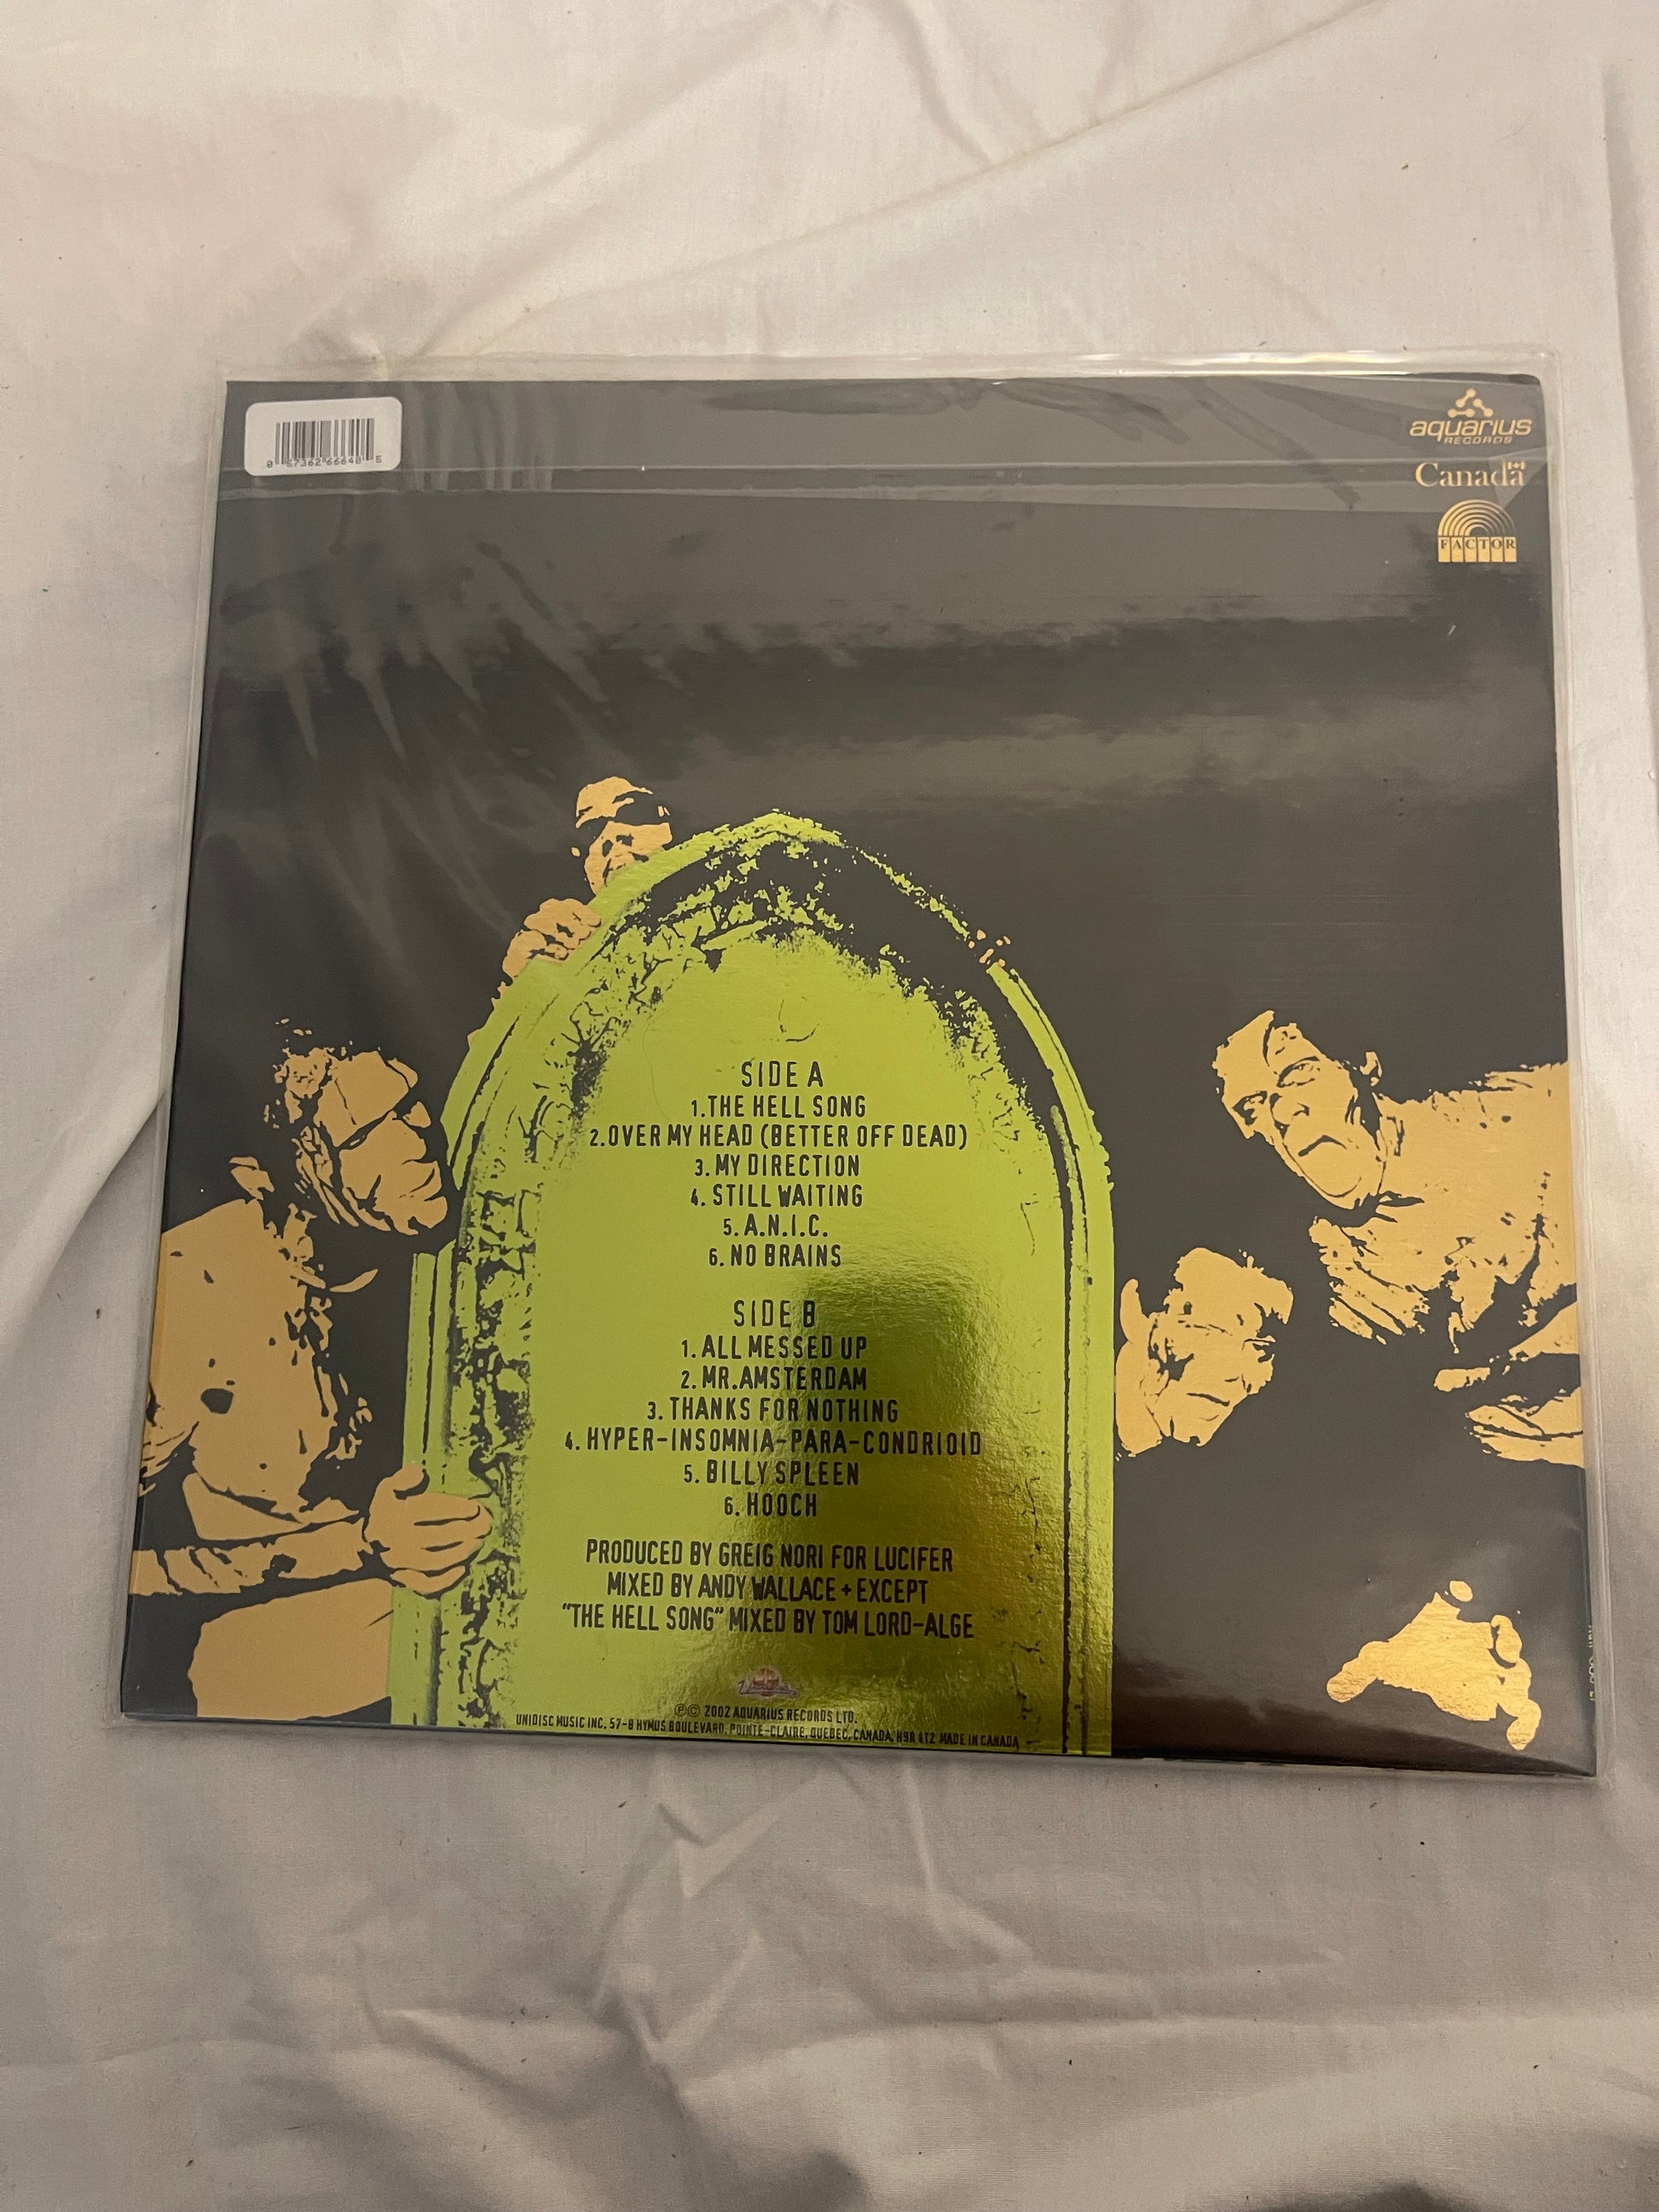 0 57362 66640 5
aquarius
RECORDS
Canada
FACTOR
SIDE A
1.THE HELL SONG
2.OVER MY HEAD (BETTER OFF DEAD)
3. MY DIRECTION
4. STILL WAITING
5. A.N.I.C.
6. NO BRAINS
SIDE B
1. ALL MESSED UP
2. MR.AMSTERDAM
3. THANKS FOR NOTHING
4. HYPER-INSOMNIA-PARA-CONDRIOID
5. BILLY SPLEEN
6. HOOCH
PRODUCED BY GREIG NORI FOR LUCIFER
MIXED BY ANDY WALLACE + EXCEPT
"THE HELL SONG" MIXED BY TOM LORD-ALGE
℗© 2002 AQUARIUS RECORDS LTD.
UNIDISC MUSIC INC. 57-B HYMUS BOULEVARD, POINTE-CLAIRE, QUEBEC, CANADA, H9R 4T2 MADE IN CANADA